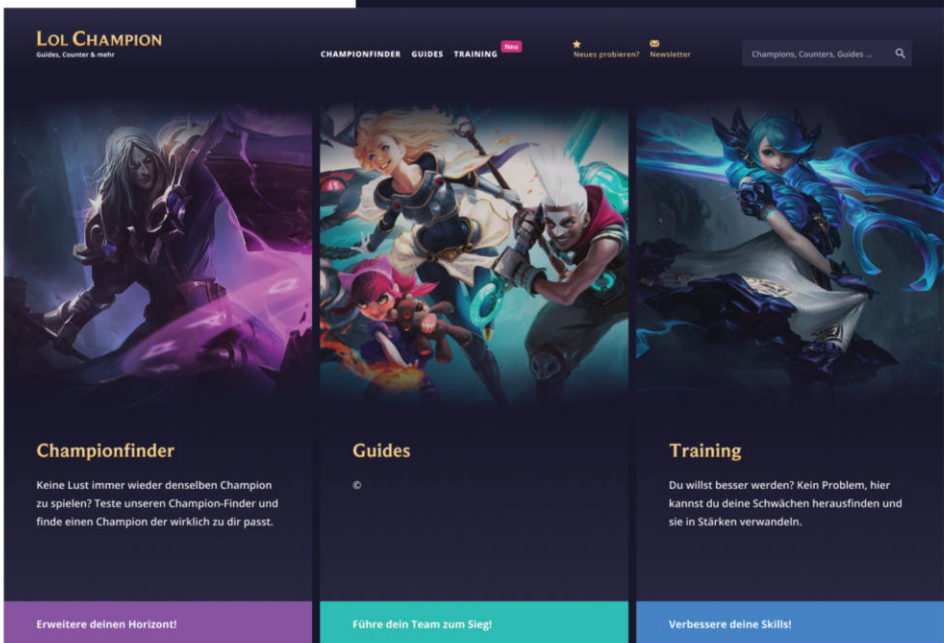 LOL CHAMPION
Guides, Counter & mehr
CHAMPIONFINDER GUIDES TRAINING Neu
Neues probieren? Newsletter
Champions, Counters, Guides ...
Championfinder
Keine Lust immer wieder denselben Champion
zu spielen? Teste unseren Champion-Finder und
finde einen Champion der wirklich zu dir passt.
Erweitere deinen Horizont!
Guides
©
Führe dein Team zum Sieg!
Training
Du willst besser werden? Kein Problem, hier
kannst du deine Schwächen herausfinden und
sie in Stärken verwandeln.
Verbessere deine Skills!